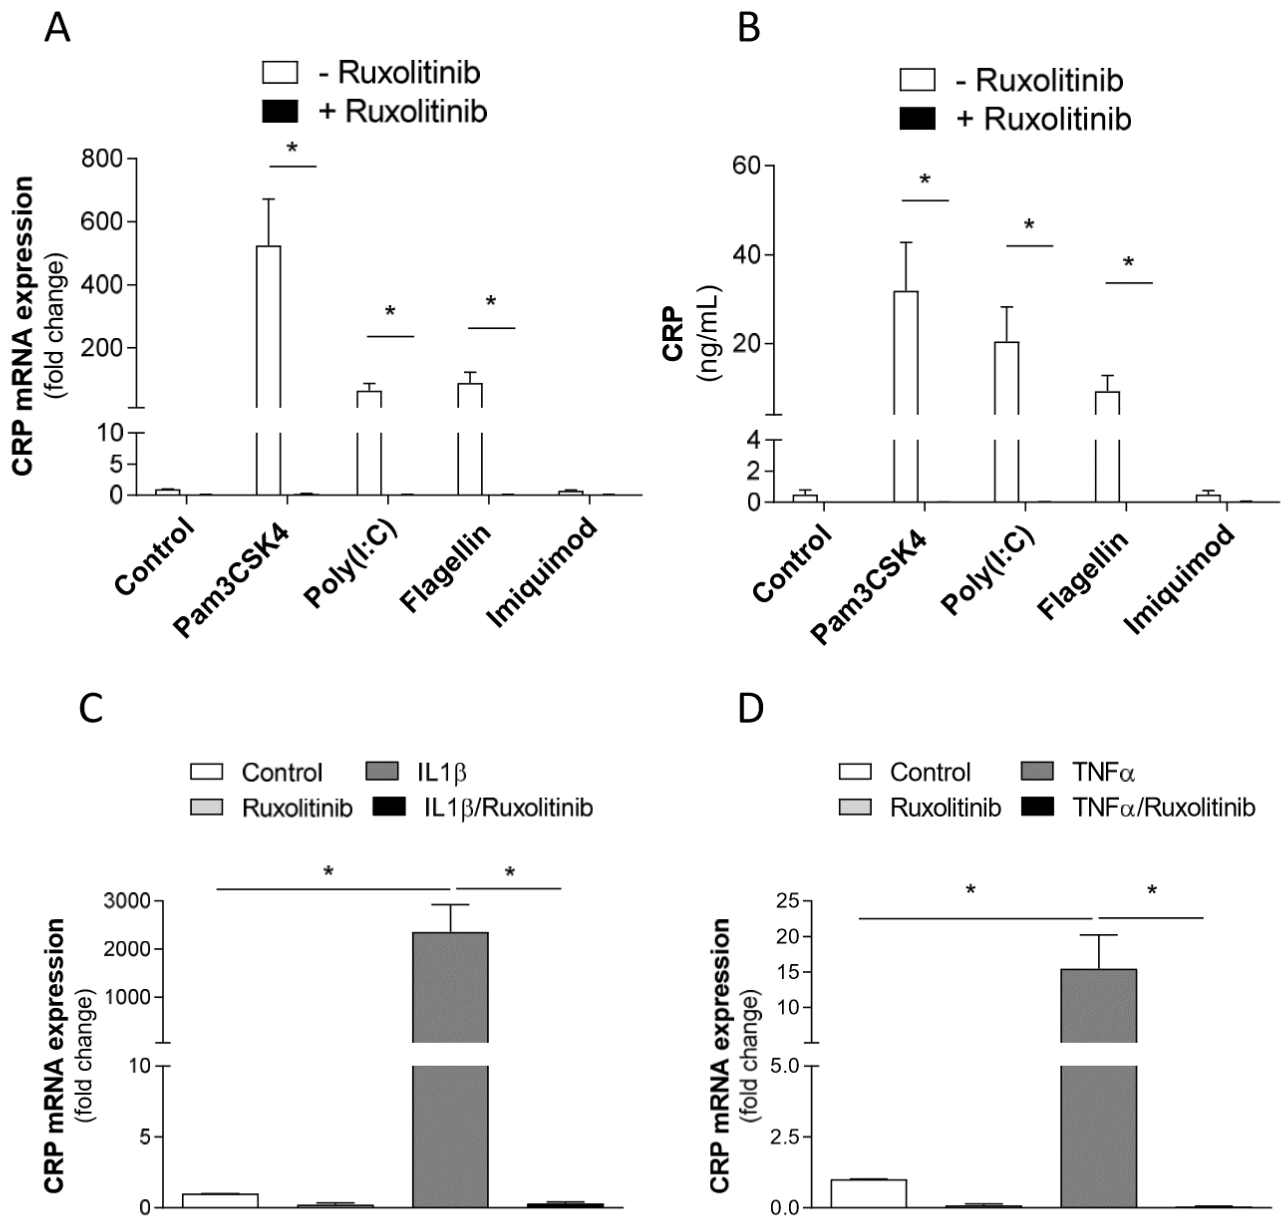 A
- Ruxolitinib
+ Ruxolitinib
CRP mRNA expression
(fold change)
800
600
400
200
10
5
0
*
*
*
Control
Pam3CSK4
Poly(I:C)
Flagellin
Imiquimod
B
- Ruxolitinib
+ Ruxolitinib
CRP
(ng/mL)
60
40
20
4
2
0
*
*
*
Control
Pam3CSK4
Poly(I:C)
Flagellin
Imiquimod
C
Control
IL1β
Ruxolitinib
IL1β/Ruxolitinib
CRP mRNA expression
(fold change)
3000
2000
1000
10
5
0
*
*
D
Control
TNFα
Ruxolitinib
TNFα/Ruxolitinib
CRP mRNA expression
(fold change)
25
20
15
10
5.0
2.5
0.0
*
*